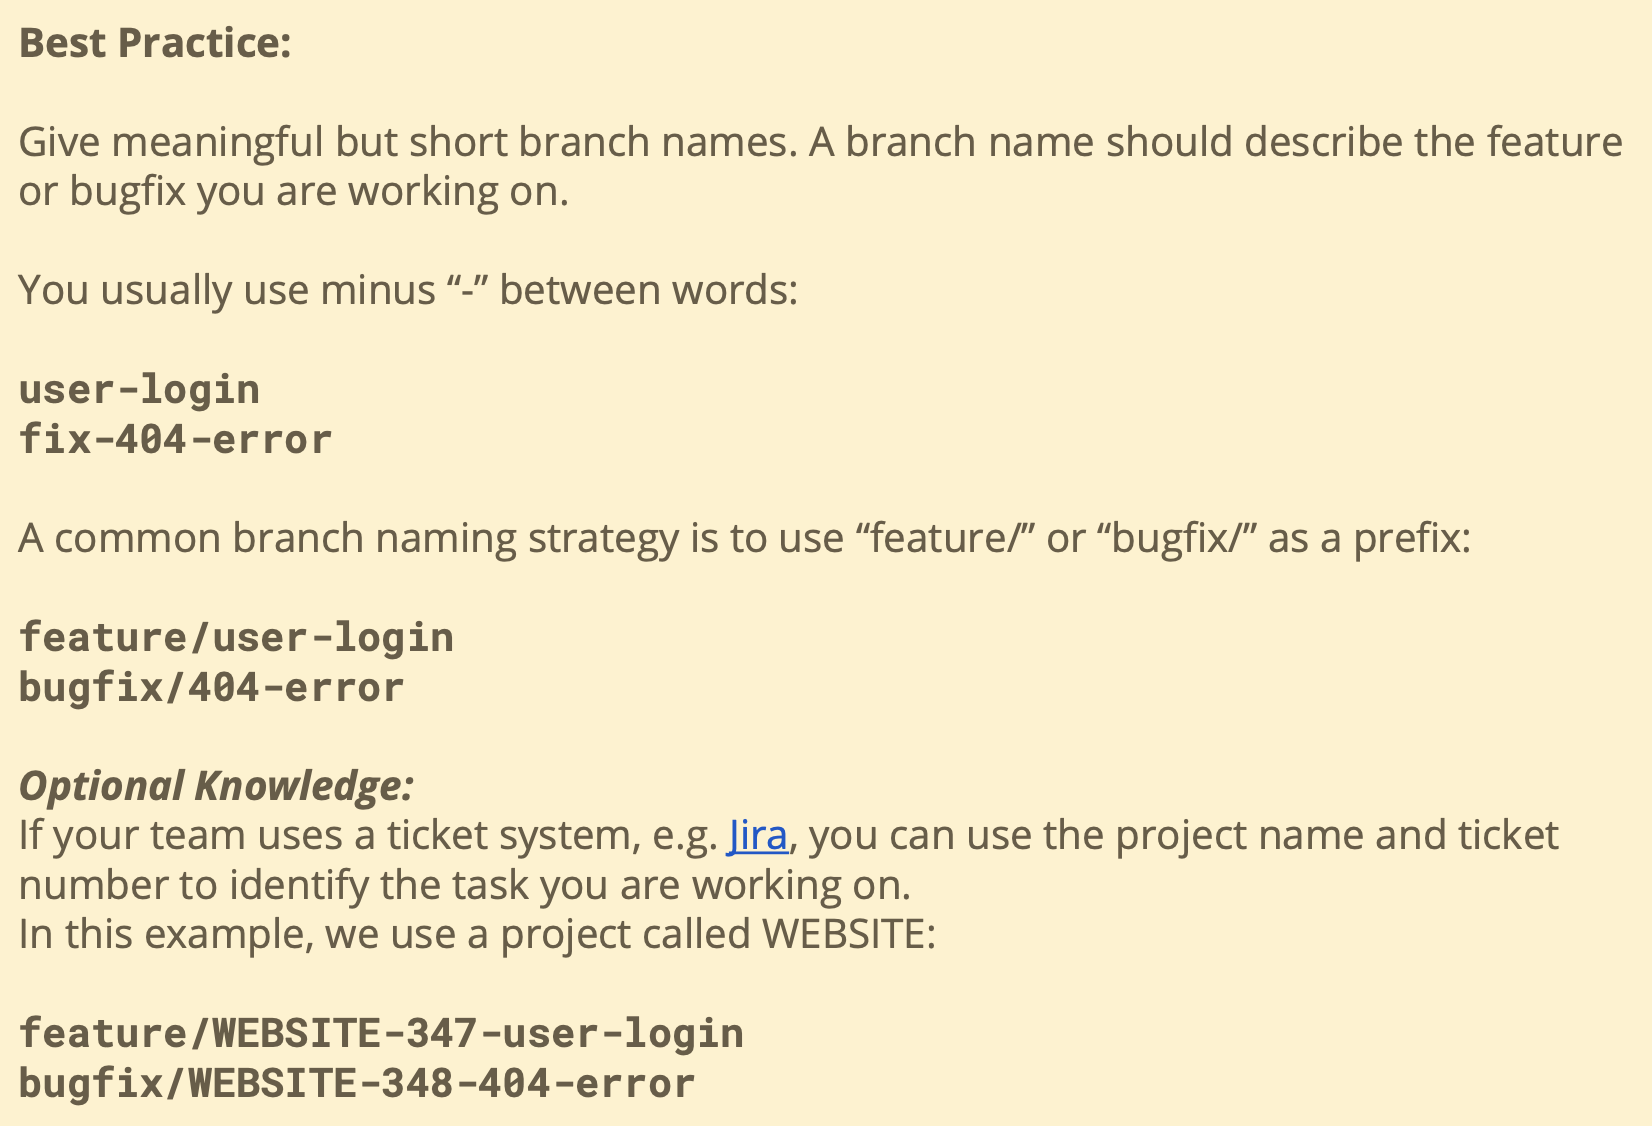 Best Practice:
Give meaningful but short branch names. A branch name should describe the feature
or bugfix you are working on.
You usually use minus “-” between words:
user-login
fix-404-error
A common branch naming strategy is to use “feature/” or “bugfix/” as a prefix:
feature/user-login
bugfix/404-error
Optional Knowledge:
If your team uses a ticket system, e.g. Jira, you can use the project name and ticket
number to identify the task you are working on.
In this example, we use a project called WEBSITE:
feature/WEBSITE-347-user-login
bugfix/WEBSITE-348-404-error